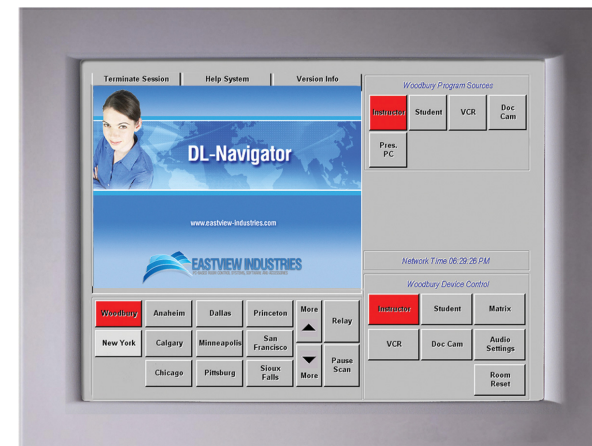 Terminate Session
Help System
Version Info
DL-Navigator
www.eastview-industries.com
EASTVIEW INDUSTRIES
Woodbury Program Sources
Instructor
Student
VCR
Doc
Cam
Pres.
PC
Network Time 06:29:26 PM
Woodbury Device Control
Instructor
Student
Matrix
VCR
Doc Cam
Audio
Settings
Room
Reset
Woodbury
Anaheim
Dallas
Princeton
More
Relay
New York
Calgary
Minneapolis
San
Francisco
More
Pause
Scan
Chicago
Pittsburg
Sioux
Falls